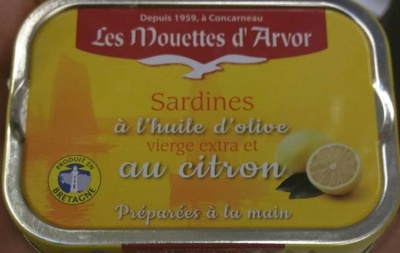 Depuis 1959, à Concarneau
Les Mouettes d'Arvor
Sardines
à l'huile d'olive
vierge extra et
au citron
PRODUIT EN
BRETAGNE
Préparées à la main